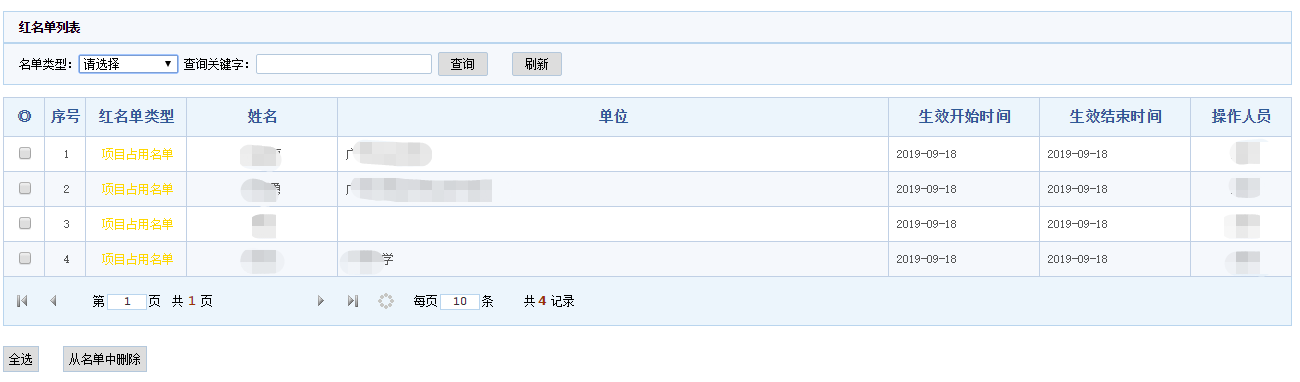 红名单列表
名单类型: 请选择 查询关键字: 查询 刷新
序号 红名单类型 姓名 单位 生效开始时间 生效结束时间 操作人员
1 项目占用名单 广 2019-09-18 2019-09-18
2 项目占用名单 广 2019-09-18 2019-09-18
3 项目占用名单 2019-09-18 2019-09-18
4 项目占用名单 学 2019-09-18 2019-09-18
第 1 页 共 1 页 每页 10 条 共 4 记录
全选 从名单中删除